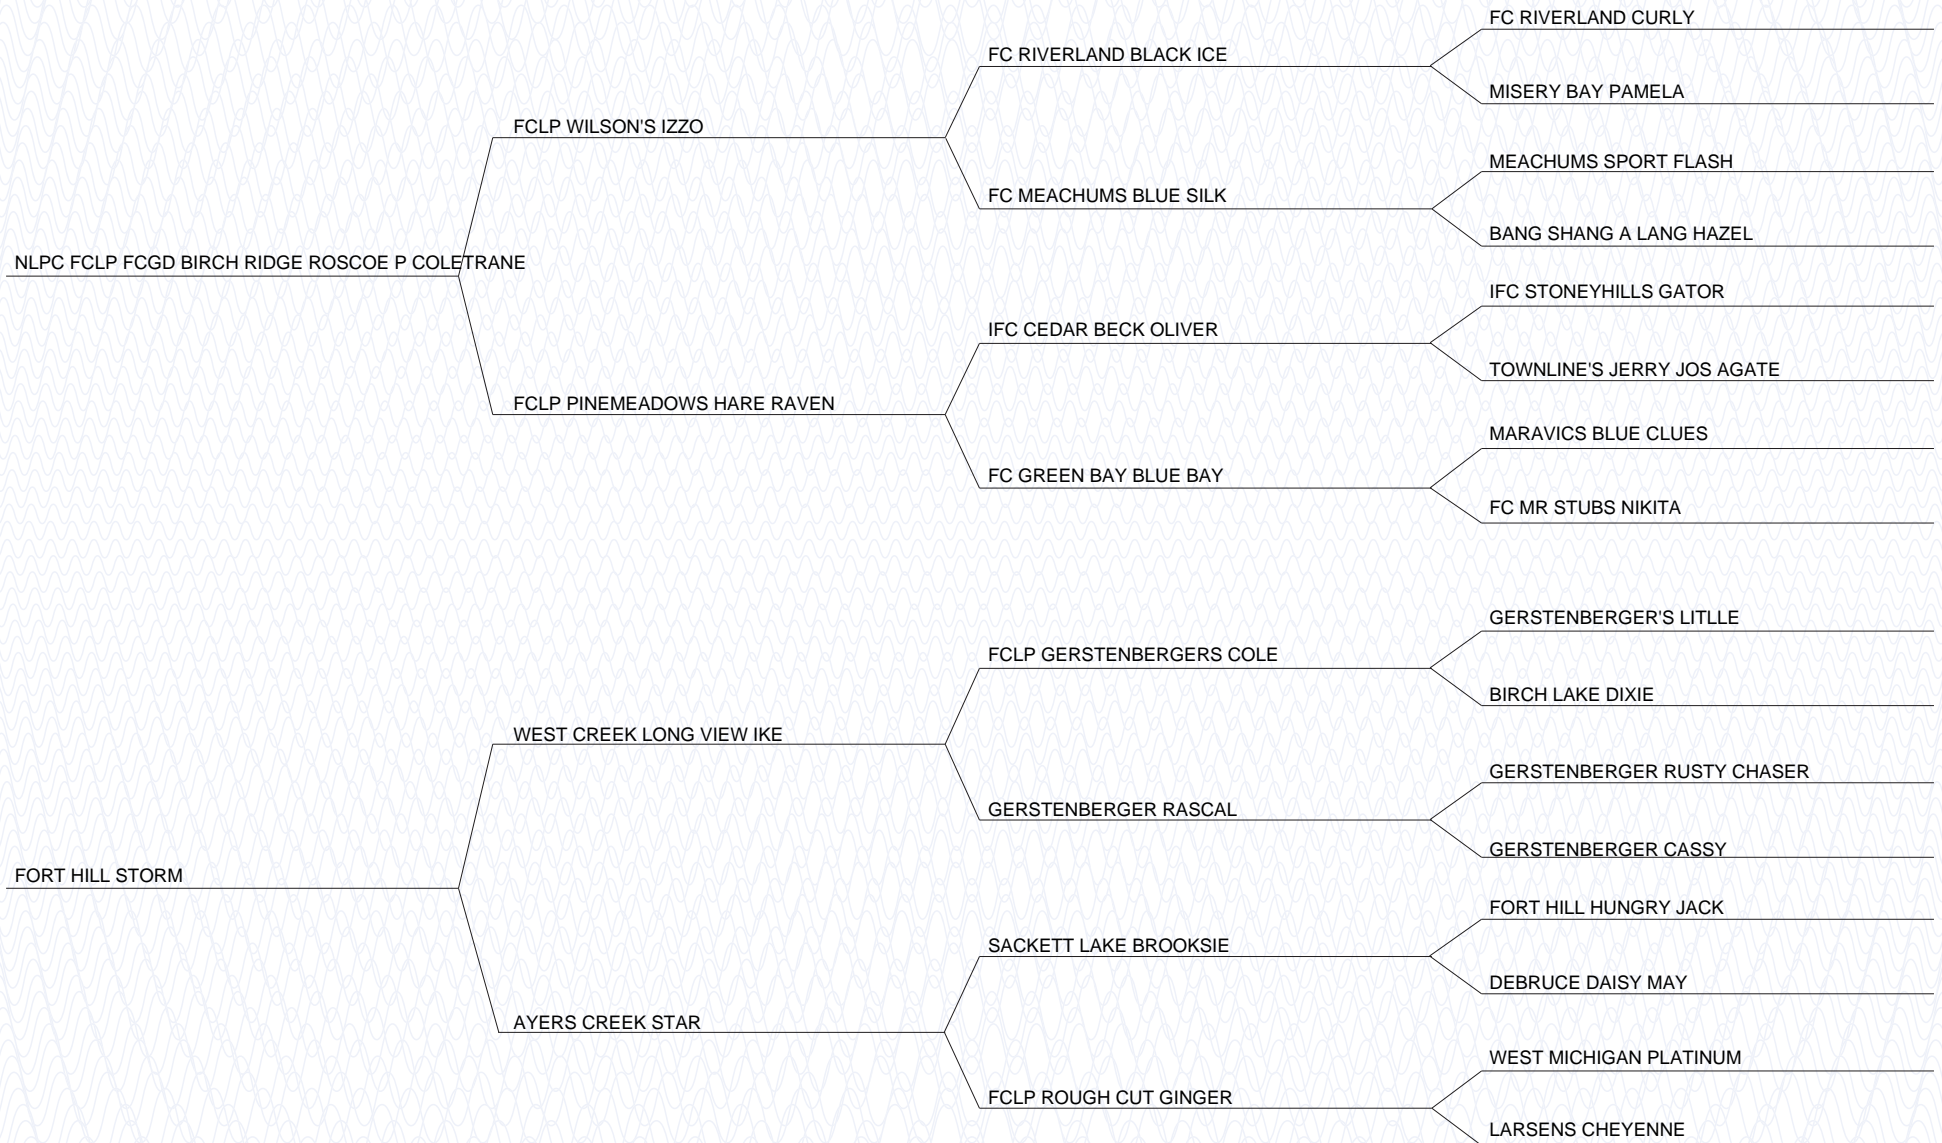 FC RIVERLAND CURLY
FC RIVERLAND BLACK ICE
MISERY BAY PAMELA
FCLP WILSON'S IZZO
MEACHUMS SPORT FLASH
FC MEACHUMS BLUE SILK
BANG SHANG A LANG HAZEL
NLPC FCLP FCGD BIRCH RIDGE ROSCOE P COLETRANE
IFC STONEYHILLS GATOR
IFC CEDAR BECK OLIVER
TOWNLINE'S JERRY JOS AGATE
FCLP PINEMEADOWS HARE RAVEN
MARAVICS BLUE CLUES
FC GREEN BAY BLUE BAY
FC MR STUBS NIKITA
GERSTENBERGER'S LITLLE
FCLP GERSTENBERGERS COLE
BIRCH LAKE DIXIE
WEST CREEK LONG VIEW IKE
GERSTENBERGER RUSTY CHASER
GERSTENBERGER RASCAL
GERSTENBERGER CASSY
FORT HILL STORM
FORT HILL HUNGRY JACK
SACKETT LAKE BROOKSIE
DEBRUCE DAISY MAY
AYERS CREEK STAR
WEST MICHIGAN PLATINUM
FCLP ROUGH CUT GINGER
LARSENS CHEYENNE